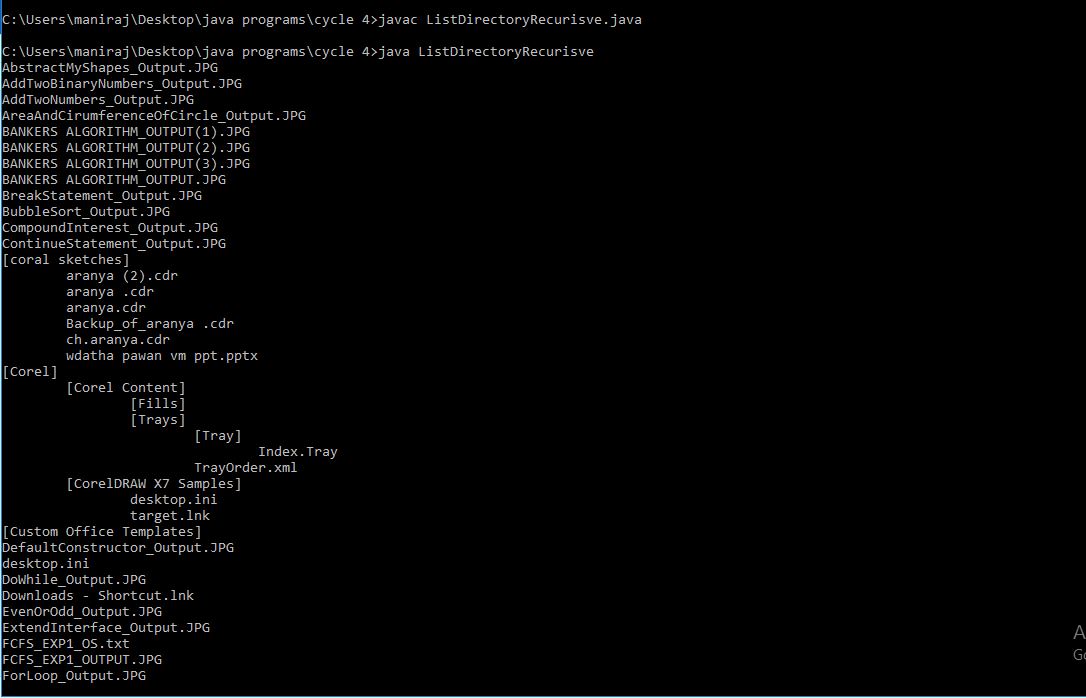 C:\Users\maniraj\Desktop\java programs\cycle 4>javac ListDirectoryRecurisve.java
C:\Users\maniraj\Desktop\java programs\cycle 4>java ListDirectoryRecurisve
AbstractMyShapes_Output.JPG
AddTwoBinaryNumbers_Output.JPG
AddTwoNumbers_Output.JPG
AreaAndCirumferenceOfCircle_Output.JPG
BANKERS ALGORITHM_OUTPUT(1).JPG
BANKERS ALGORITHM_OUTPUT(2).JPG
BANKERS ALGORITHM_OUTPUT(3).JPG
BANKERS ALGORITHM_OUTPUT.JPG
BreakStatement_Output.JPG
BubbleSort_Output.JPG
CompoundInterest_Output.JPG
ContinueStatement_Output.JPG
[coral sketches]
aranya (2).cdr
aranya .cdr
aranya.cdr
Backup_of_aranya .cdr
ch.aranya.cdr
wdatha pawan vm ppt.pptx
[Corel]
[Corel Content]
[Fills]
[Trays]
[Tray]
Index.Tray
TrayOrder.xml
[CorelDRAW X7 Samples]
desktop.ini
target.lnk
[Custom Office Templates]
DefaultConstructor_Output.JPG
desktop.ini
DoWhile_Output.JPG
Downloads - Shortcut.lnk
EvenOrOdd_Output.JPG
ExtendInterface_Output.JPG
FCFS_EXP1_OS.txt
FCFS_EXP1_OUTPUT.JPG
ForLoop_Output.JPG